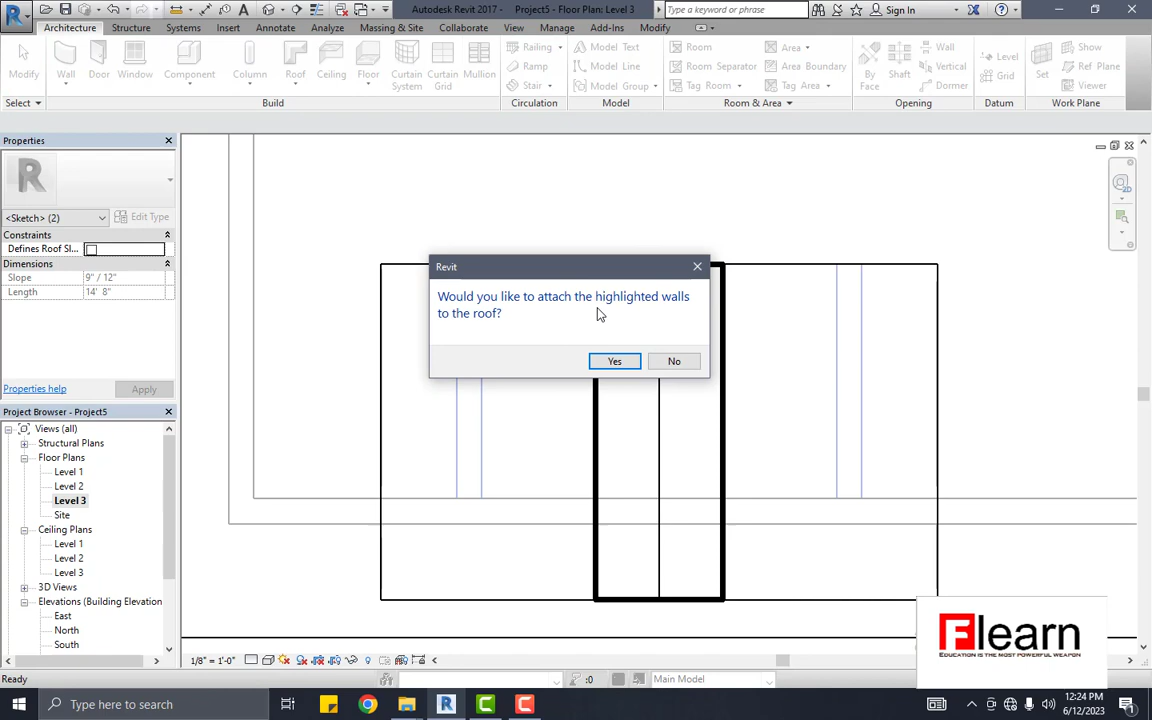 Autodesk Revit 2017 - Project5 - Floor Plan: Level 3
Type a keyword or phrase
Sign In
Architecture
Structure
Systems
Insert
Annotate
Analyze
Massing & Site
Collaborate
View
Manage
Add-Ins
Modify
Modify
Wall
Door
Window
Component
Column
Roof
Ceiling
Floor
Curtain System
Curtain Grid
Mullion
Railing
Ramp
Stair
Model Text
Model Line
Model Group
Room
Room Separator
Tag Room
Area
Area Boundary
Tag Area
By Face
Shaft
Wall
Vertical
Dormer
Level
Grid
Set
Show
Ref Plane
Viewer
Select
Build
Circulation
Model
Room & Area
Opening
Datum
Work Plane
Properties
R
<Sketch> (2)
Edit Type
Constraints
Defines Roof Sl...
Dimensions
Slope 9" / 12"
Length 14' 8"
Properties help
Apply
Project Browser - Project5
Views (all)
Structural Plans
Floor Plans
Level 1
Level 2
Level 3
Site
Ceiling Plans
Level 1
Level 2
Level 3
3D Views
Elevations (Building Elevation
East
North
South
Revit
Would you like to attach the highlighted walls
to the roof?
Yes
No
2D
Flearn
EDUCATION IS THE MOST POWERFUL WEAPON
1/8" = 1'-0"
Ready
:0
Main Model
Type here to search
12:24 PM
6/12/2023
1